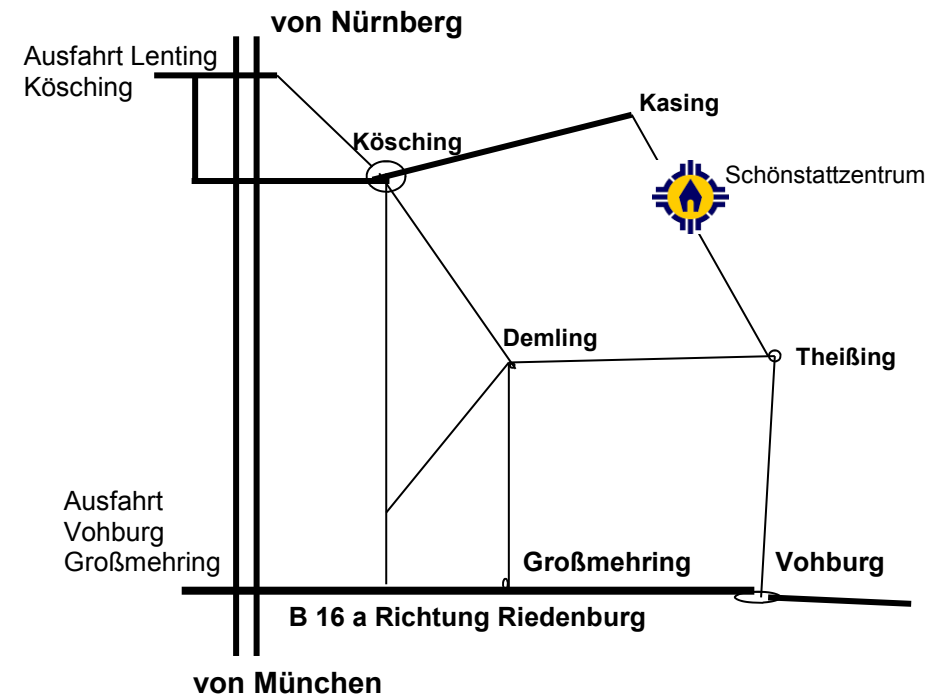 von Nürnberg
Ausfahrt Lenting
Kösching
Kasing
Kösching
Schönstattzentrum
Demling
Theißing
Ausfahrt
Vohburg
Großmehring
Großmehring
Vohburg
B 16 a Richtung Riedenburg
von München